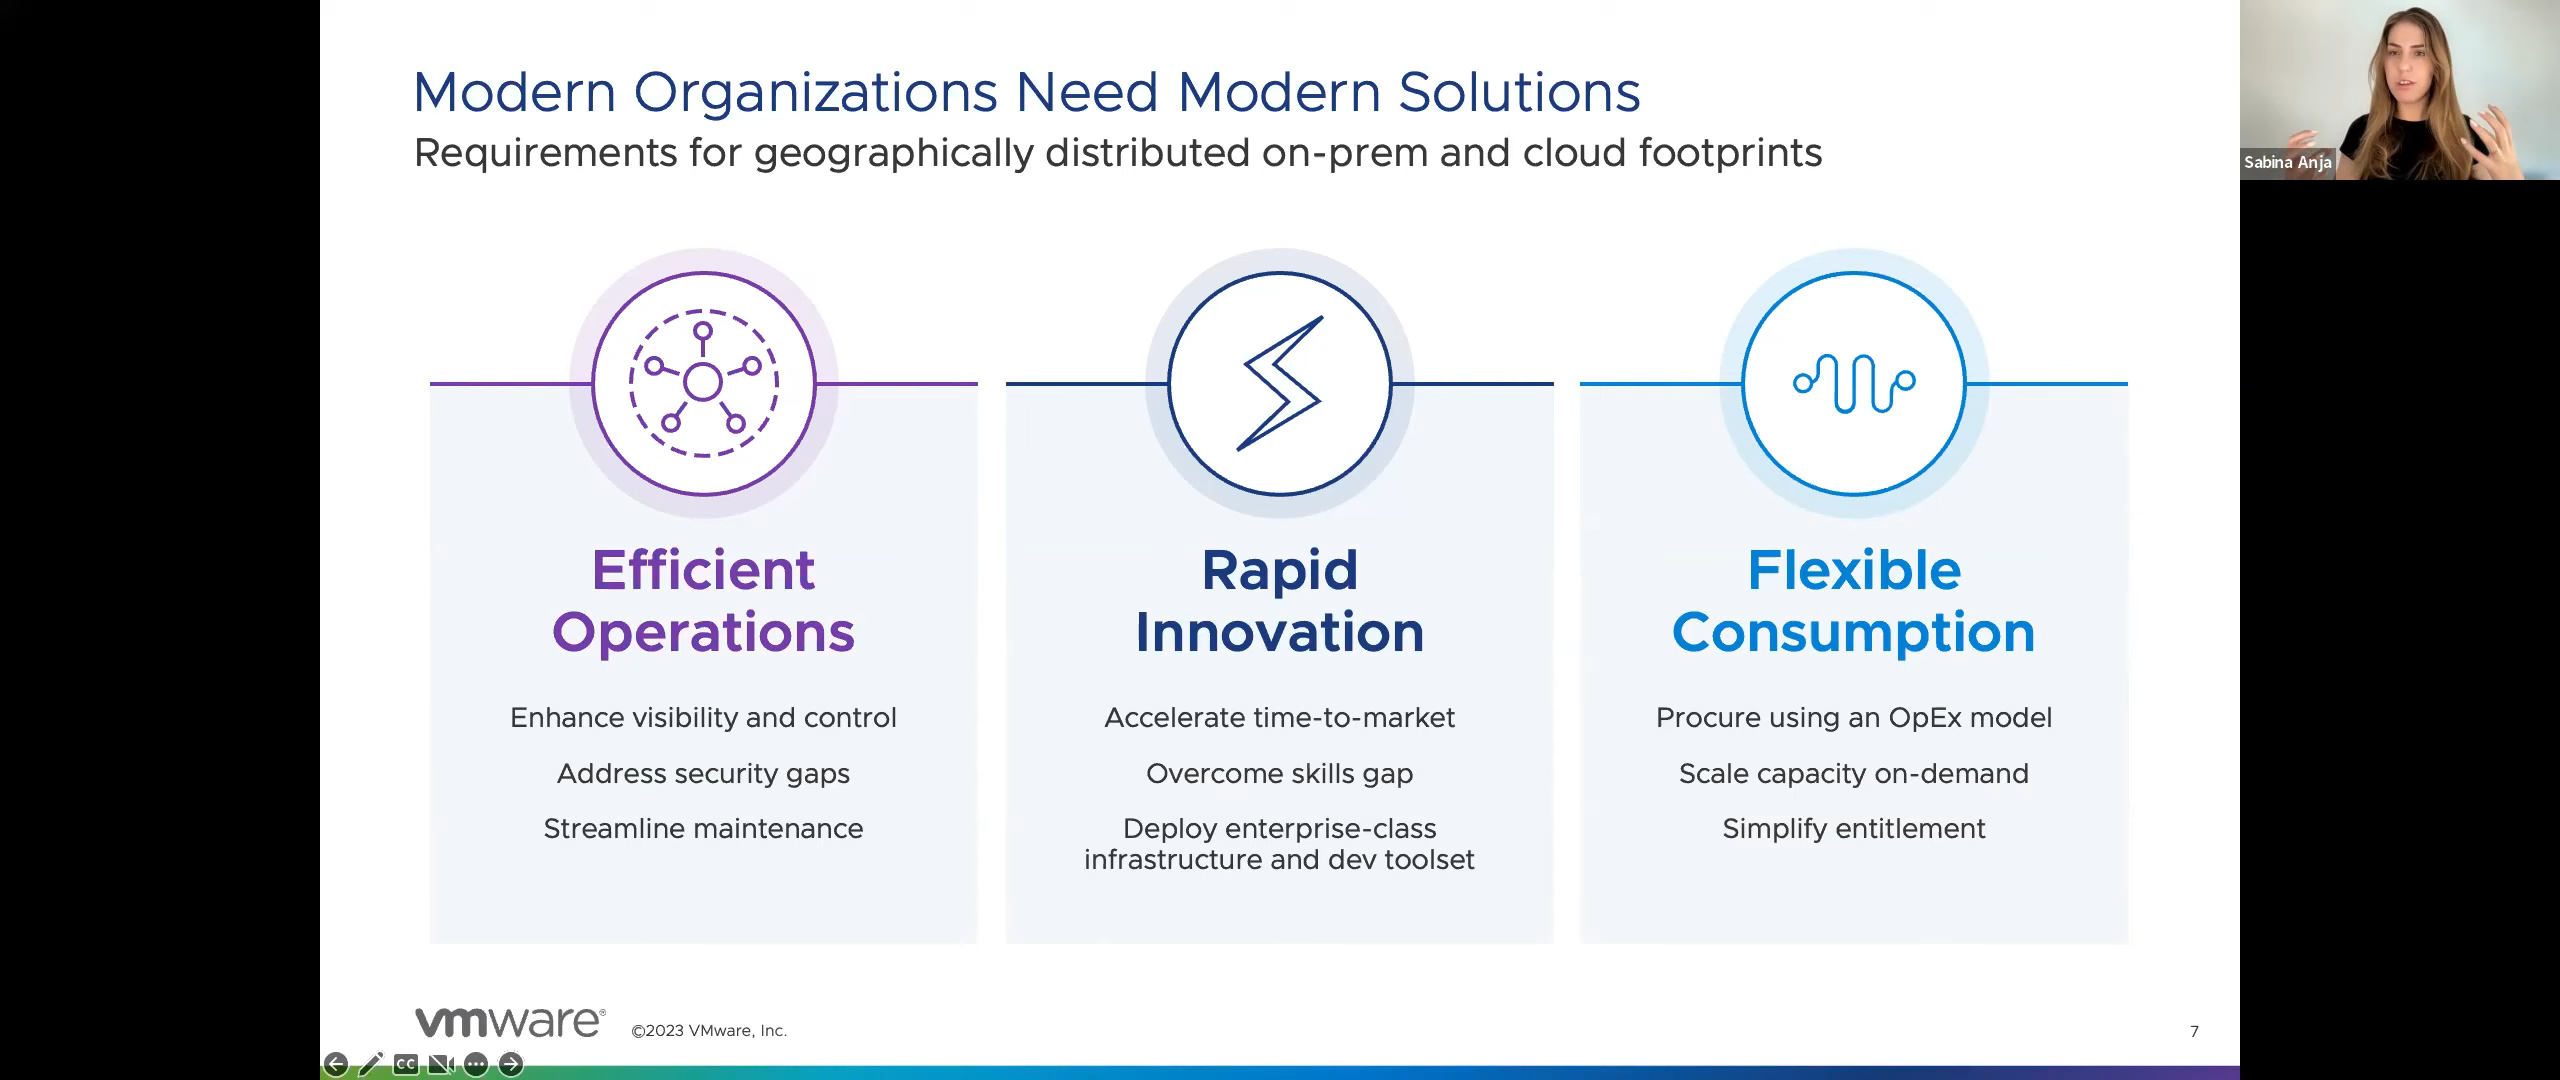 Modern Organizations Need Modern Solutions
Requirements for geographically distributed on-prem and cloud footprints
Sabina Anja
Efficient
Operations
Enhance visibility and control
Address security gaps
Streamline maintenance
Rapid
Innovation
Accelerate time-to-market
Overcome skills gap
Deploy enterprise-class
infrastructure and dev toolset
Flexible
Consumption
Procure using an OpEx model
Scale capacity on-demand
Simplify entitlement
vmware®
©2023 VMware, Inc.
7
CC